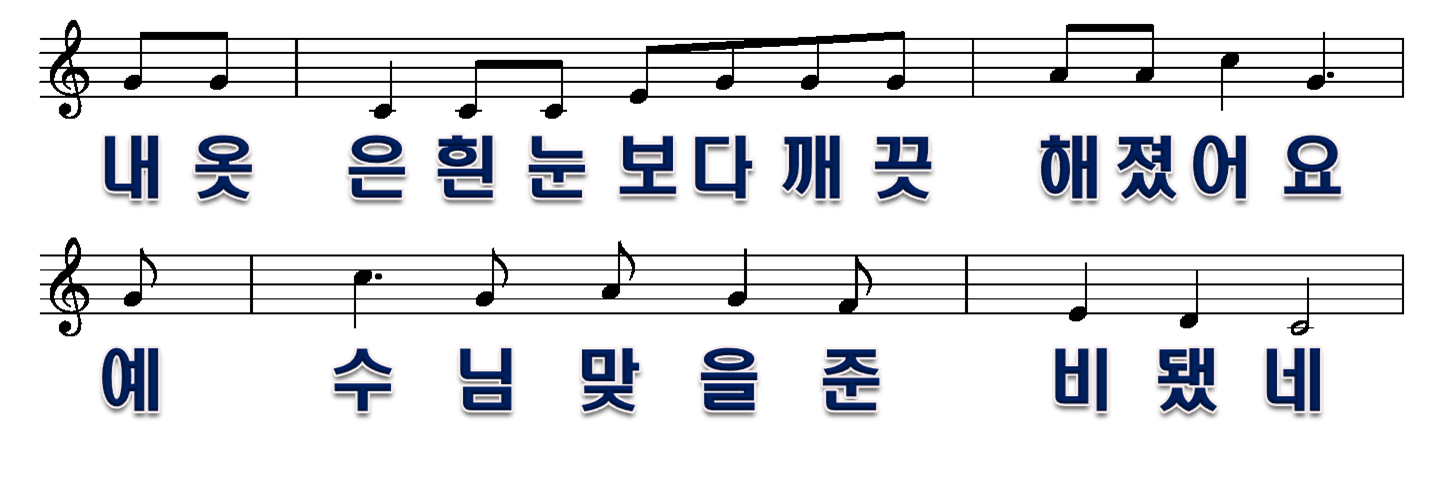 내 옷 은 흰 눈 보 다 깨 끗 해 졌 어 요
예 수 님 맞 을 준 비 됐 네